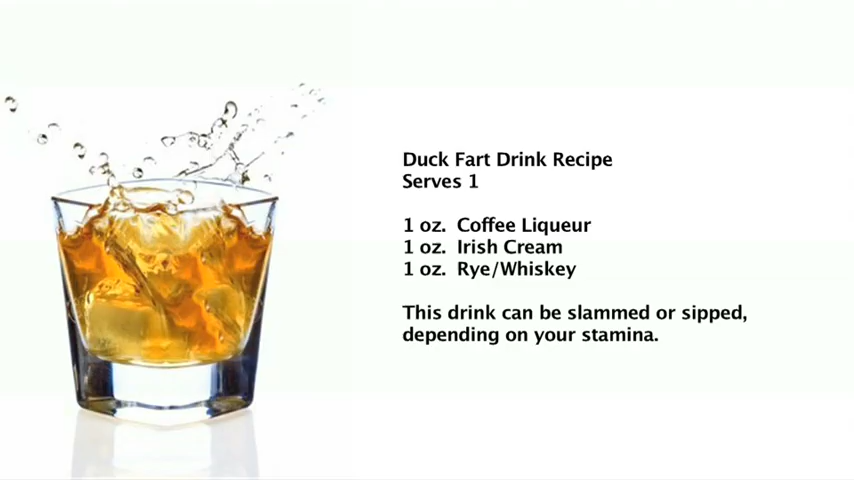 Duck Fart Drink Recipe
Serves 1
1 oz. Coffee Liqueur
1 oz. Irish Cream
1 oz. Rye/Whiskey
This drink can be slammed or sipped,
depending on your stamina.